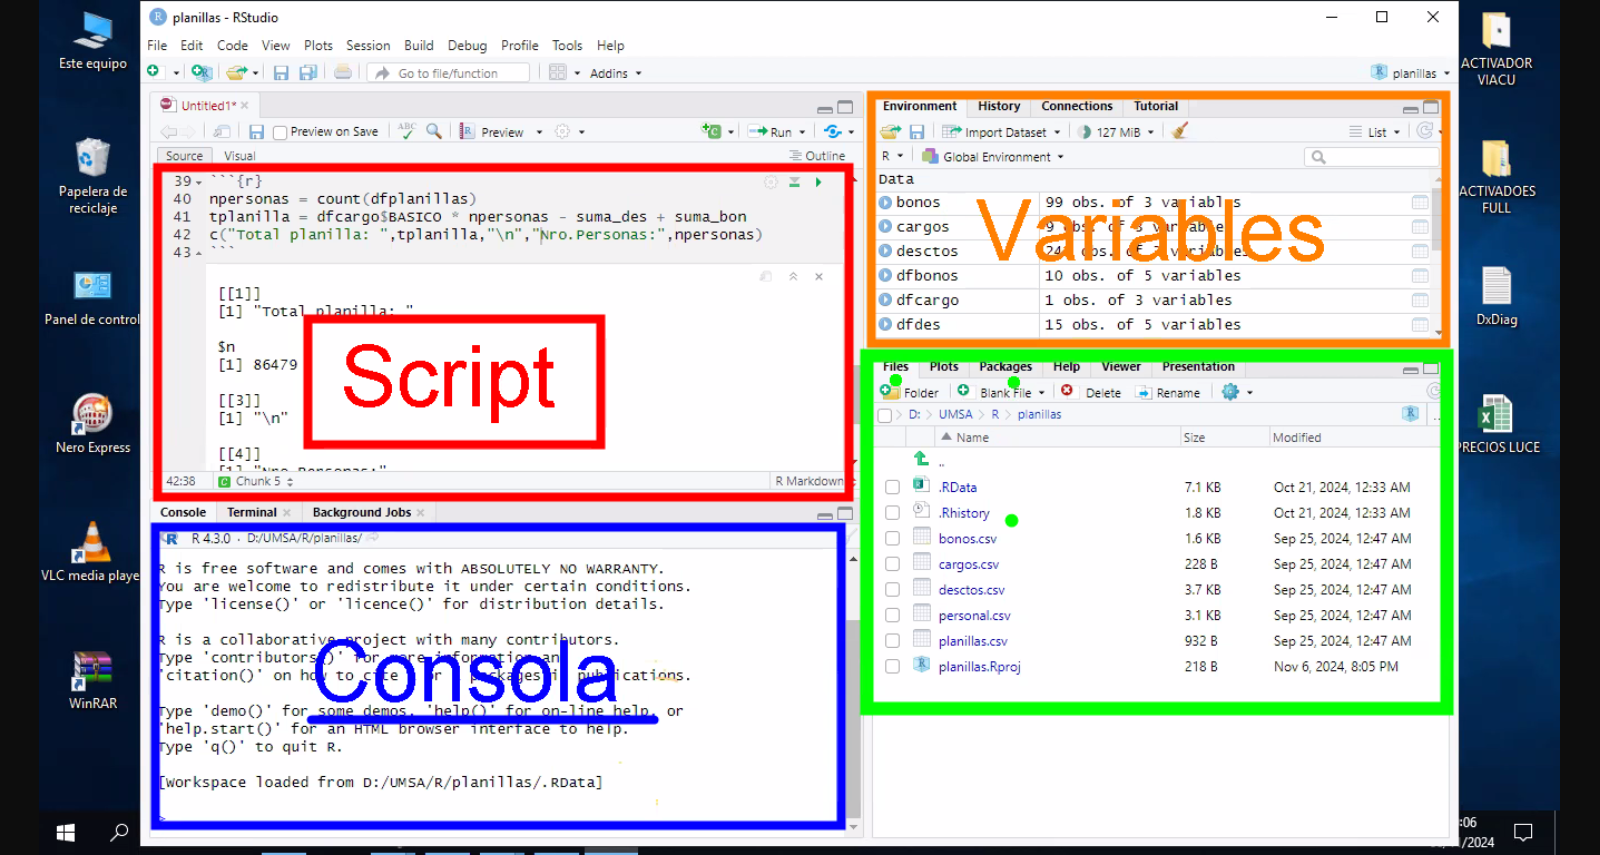 planillas - RStudio
File Edit Code View Plots Session Build Debug Profile Tools Help
Go to file/function
Addins
planillas
Untitled1*
Preview on Save
ABC
Preview
Run
Source Visual
Outline
39 ```{r}
40 npersonas = count(dfplanillas)
41 tplanilla = dfcargo$BASICO * npersonas - suma_des + suma_bon
42 c("Total planilla: ",tplanilla,"\n","Nro.Personas:",npersonas)
43 ```
[[1]]
[1] "Total planilla: "
$n
[1] 86479
[[3]]
[1] "\n"
[[4]]
[1] "Nro.Personas:"
Script
42:38 Chunk 5 R Markdown
Console Terminal Background Jobs
R 4.3.0 · D:/UMSA/R/planillas/
R is free software and comes with ABSOLUTELY NO WARRANTY.
You are welcome to redistribute it under certain conditions.
Type 'license()' or 'licence()' for distribution details.
R is a collaborative project with many contributors.
Type 'contributors()' for more information an
'citation()' on how to cite or packages i publications.
Type 'demo()' for some demos, 'help()' for on-line help, or
'help.start()' for an HTML browser interface to help.
Type 'q()' to quit R.
[Workspace loaded from D:/UMSA/R/planillas/.RData]
>
Consola
Environment History Connections Tutorial
Import Dataset 127 MiB List
R Global Environment
Data
bonos 99 obs. of 3 variables
cargos 9 obs. of 3 variables
desctos obs. of variables
dfbonos 10 obs. of 5 variables
dfcargo 1 obs. of 3 variables
dfdes 15 obs. of 5 variables
Variables
Files Plots Packages Help Viewer Presentation
Folder Blank File Delete Rename
D: UMSA R planillas
Name Size Modified
..
.RData 7.1 KB Oct 21, 2024, 12:33 AM
.Rhistory 1.8 KB Oct 21, 2024, 12:33 AM
bonos.csv 1.6 KB Sep 25, 2024, 12:47 AM
cargos.csv 228 B Sep 25, 2024, 12:47 AM
desctos.csv 3.7 KB Sep 25, 2024, 12:47 AM
personal.csv 3.1 KB Sep 25, 2024, 12:47 AM
planillas.csv 932 B Sep 25, 2024, 12:47 AM
planillas.Rproj 218 B Nov 6, 2024, 8:05 PM
Este equipo
Papelera de
reciclaje
Panel de control
Nero Express
VLC media playe
WinRAR
ACTIVADOR
VIACU
ACTIVADOES
FULL
DxDiag
PRECIOS LUCE
:06
/2024